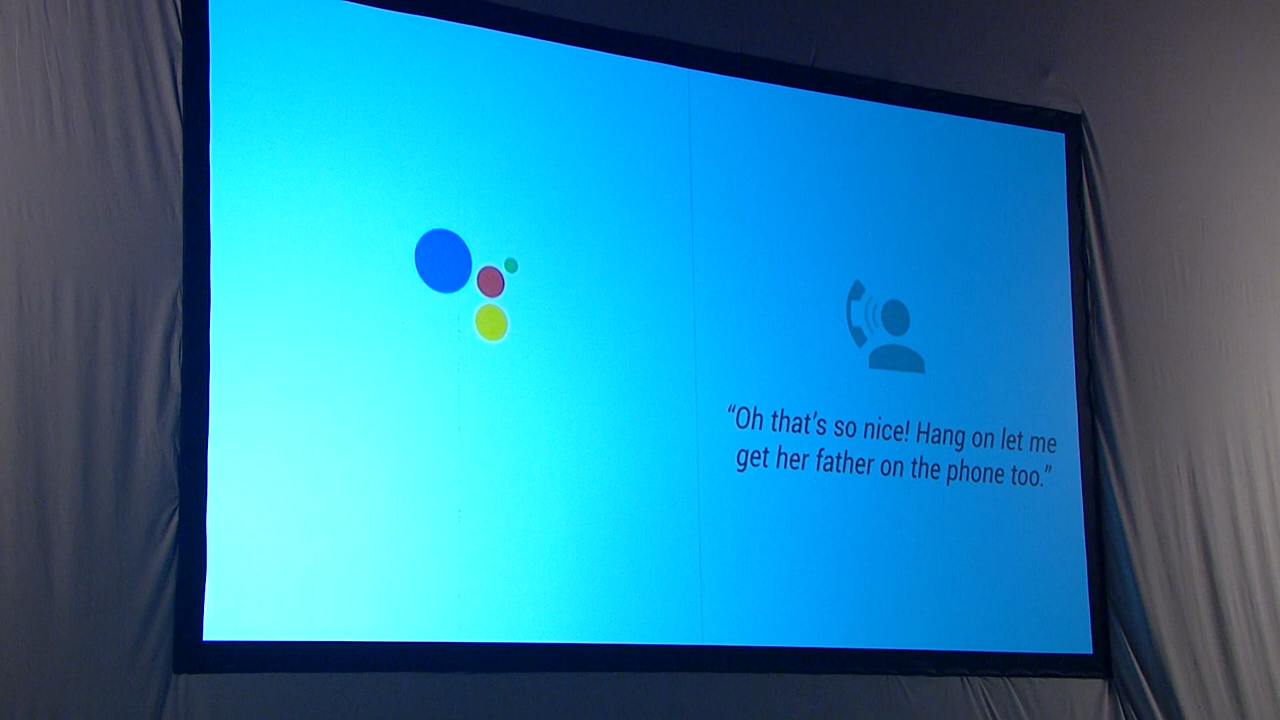 “Oh that’s so nice! Hang on let me
get her father on the phone too.”